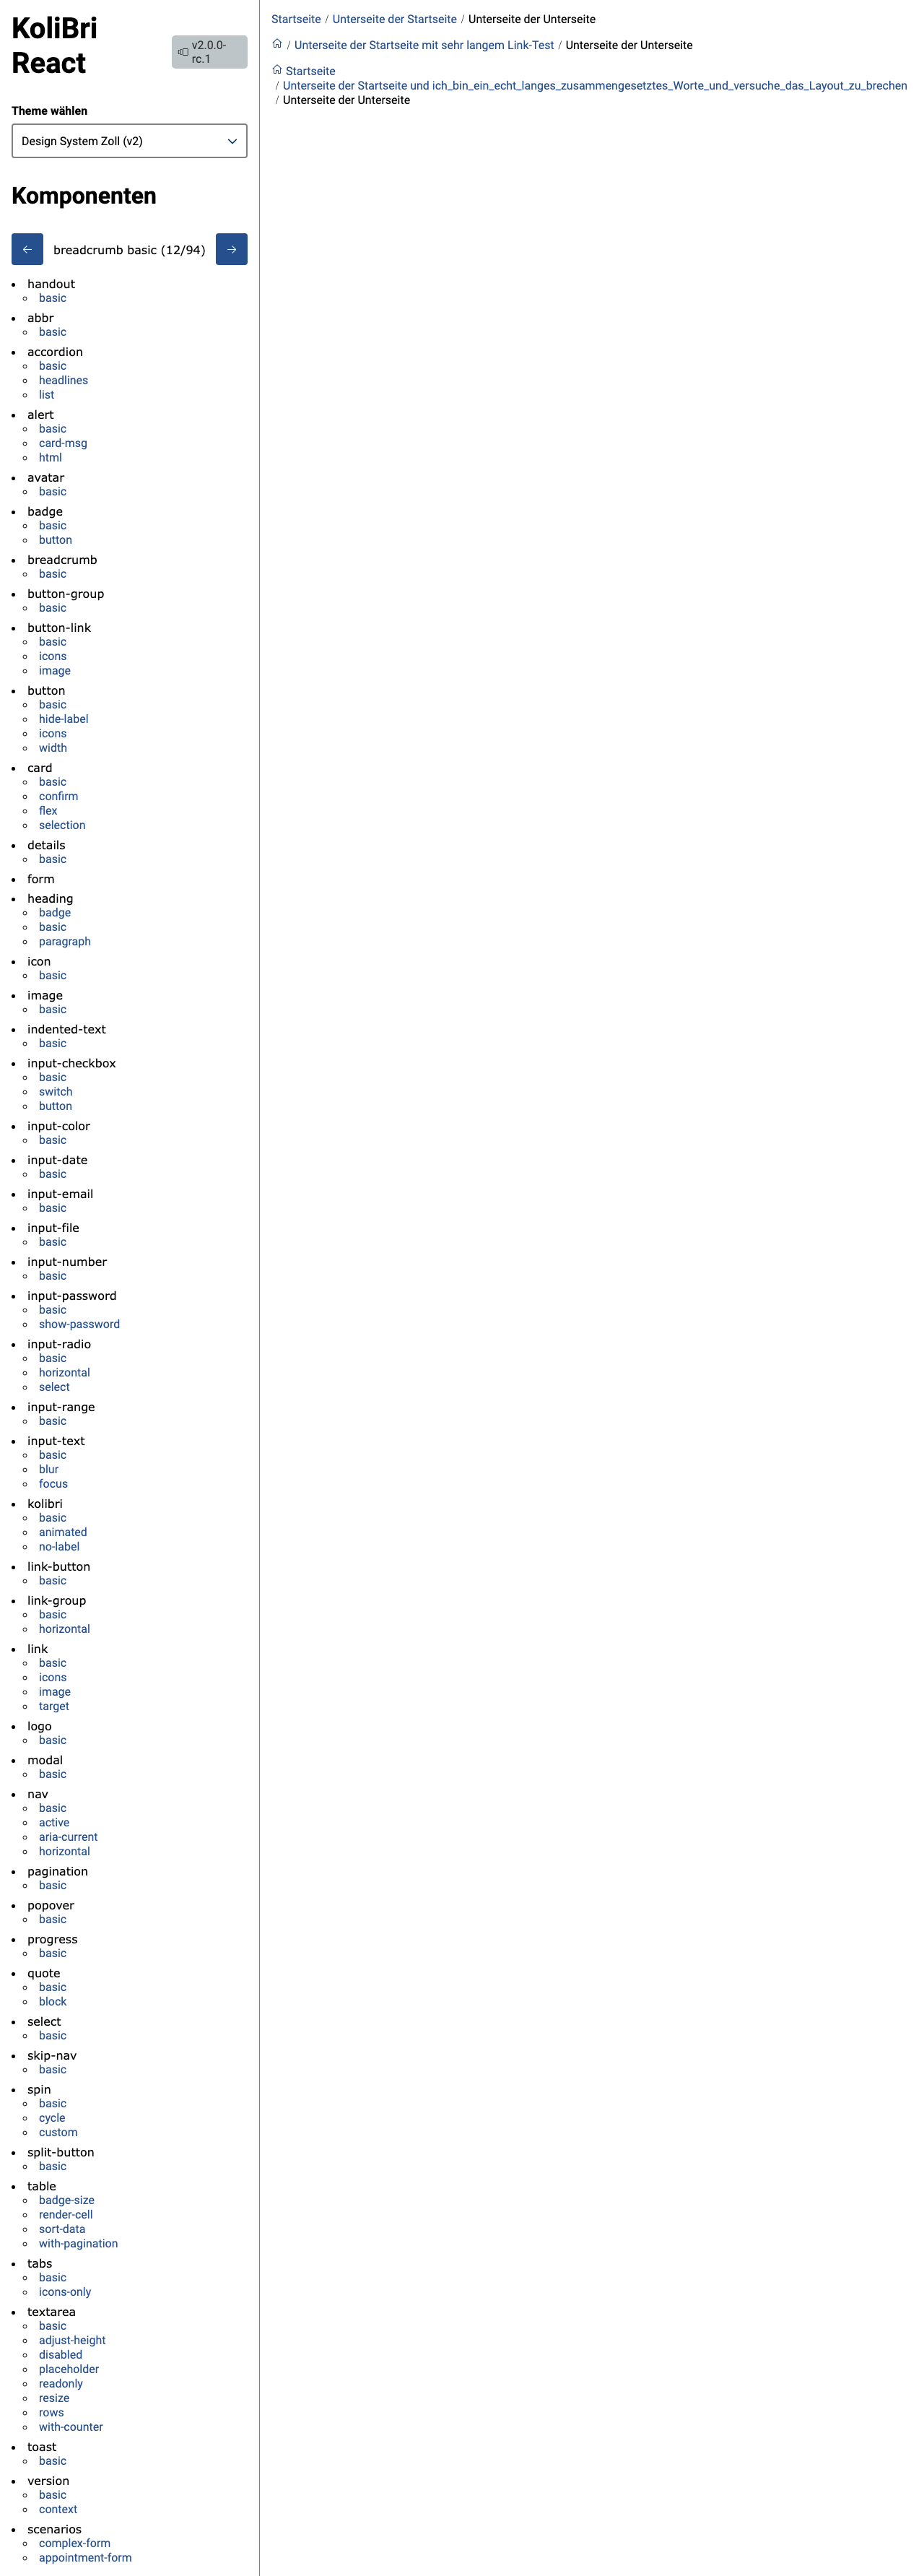 KoliBri
React
v2.0.0-
rc.1
Theme wählen
Design System Zoll (v2)
Komponenten
breadcrumb basic (12/94)
handout
basic
abbr
basic
accordion
basic
headlines
list
alert
basic
card-msg
html
avatar
basic
badge
basic
button
breadcrumb
basic
button-group
basic
button-link
basic
icons
image
button
basic
hide-label
icons
width
card
basic
confirm
flex
selection
details
basic
form
heading
badge
basic
paragraph
icon
basic
image
basic
indented-text
basic
input-checkbox
basic
switch
button
input-color
basic
input-date
basic
input-email
basic
input-file
basic
input-number
basic
input-password
basic
show-password
input-radio
basic
horizontal
select
input-range
basic
input-text
basic
blur
focus
kolibri
basic
animated
no-label
link-button
basic
link-group
basic
horizontal
link
basic
icons
image
target
logo
basic
modal
basic
nav
basic
active
aria-current
horizontal
pagination
basic
popover
basic
progress
basic
quote
basic
block
select
basic
skip-nav
basic
spin
basic
cycle
custom
split-button
basic
table
badge-size
render-cell
sort-data
with-pagination
tabs
basic
icons-only
textarea
basic
adjust-height
disabled
placeholder
readonly
resize
rows
with-counter
toast
basic
version
basic
context
scenarios
complex-form
appointment-form
Startseite / Unterseite der Startseite / Unterseite der Unterseite
/ Unterseite der Startseite mit sehr langem Link-Test / Unterseite der Unterseite
Startseite
/ Unterseite der Startseite und ich_bin_ein_echt_langes_zusammengesetztes_Worte_und_versuche_das_Layout_zu_brechen
/ Unterseite der Unterseite